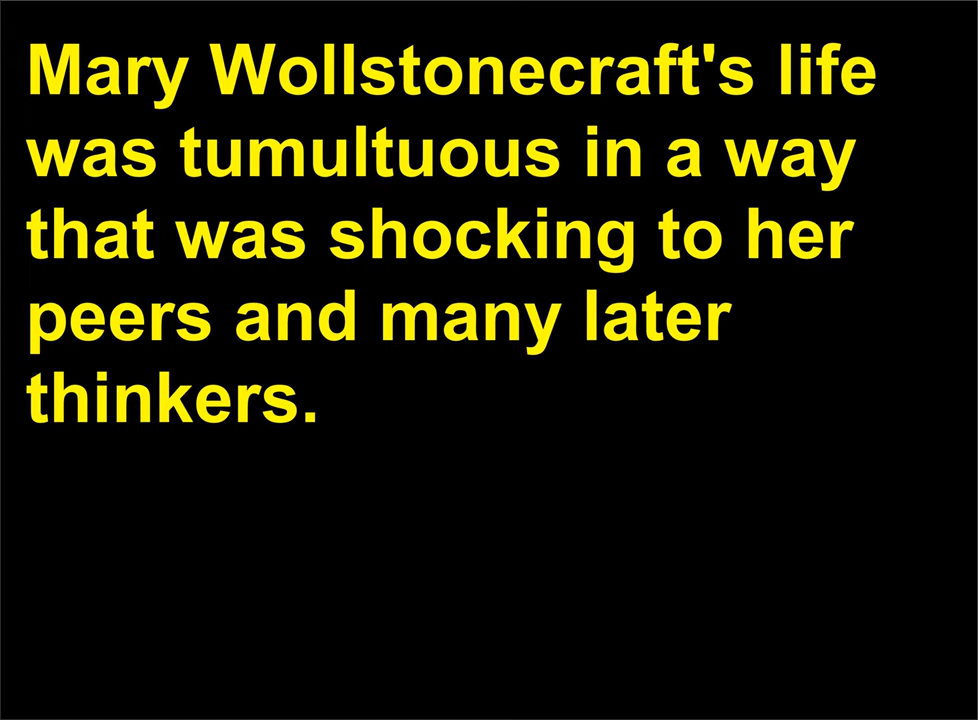 Mary Wollstonecraft's life
was tumultuous in a way
that was shocking to her
peers and many later
thinkers.